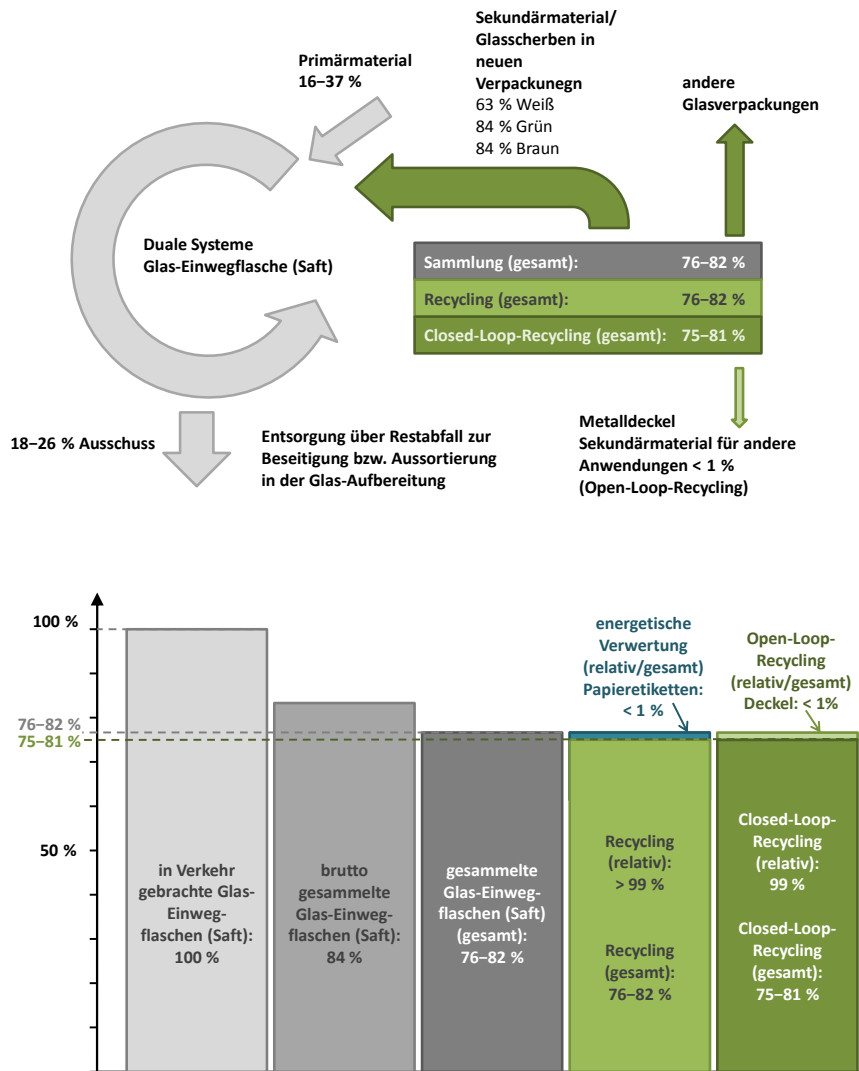 Sekundärmaterial/
Glasscherben in
neuen
Verpackunegn
63 % Weiß
84 % Grün
84 % Braun
Primärmaterial
16–37 %
andere
Glasverpackungen
Duale Systeme
Glas-Einwegflasche (Saft)
Sammlung (gesamt): 76–82 %
Recycling (gesamt): 76–82 %
Closed-Loop-Recycling (gesamt): 75–81 %
18–26 % Ausschuss
Entsorgung über Restabfall zur
Beseitigung bzw. Aussortierung
in der Glas-Aufbereitung
Metalldeckel
Sekundärmaterial für andere
Anwendungen < 1 %
(Open-Loop-Recycling)
100 %
76–82 %
75–81 %
50 %
in Verkehr
gebrachte Glas-
Einweg-
flaschen (Saft):
100 %
brutto
gesammelte
Glas-Einweg-
flaschen (Saft):
84 %
gesammelte
Glas-Einweg-
flaschen (Saft)
(gesamt):
76–82 %
energetische
Verwertung
(relativ/gesamt)
Papieretiketten:
< 1 %
Recycling
(relativ):
> 99 %
Recycling
(gesamt):
76–82 %
Open-Loop-
Recycling
(relativ/gesamt)
Deckel: < 1%
Closed-Loop-
Recycling
(relativ):
99 %
Closed-Loop-
Recycling
(gesamt):
75–81 %